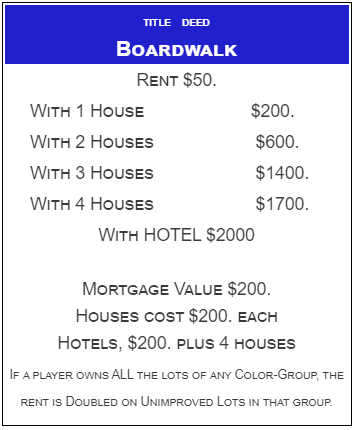 TITLE DEED
BOARDWALK
RENT $50.
WITH 1 HOUSE $200.
WITH 2 HOUSES $600.
WITH 3 HOUSES $1400.
WITH 4 HOUSES $1700.
WITH HOTEL $2000
MORTGAGE VALUE $200.
HOUSES COST $200. EACH
HOTELS, $200. PLUS 4 HOUSES
IF A PLAYER OWNS ALL THE LOTS OF ANY COLOR-GROUP, THE
RENT IS DOUBLED ON UNIMPROVED LOTS IN THAT GROUP.